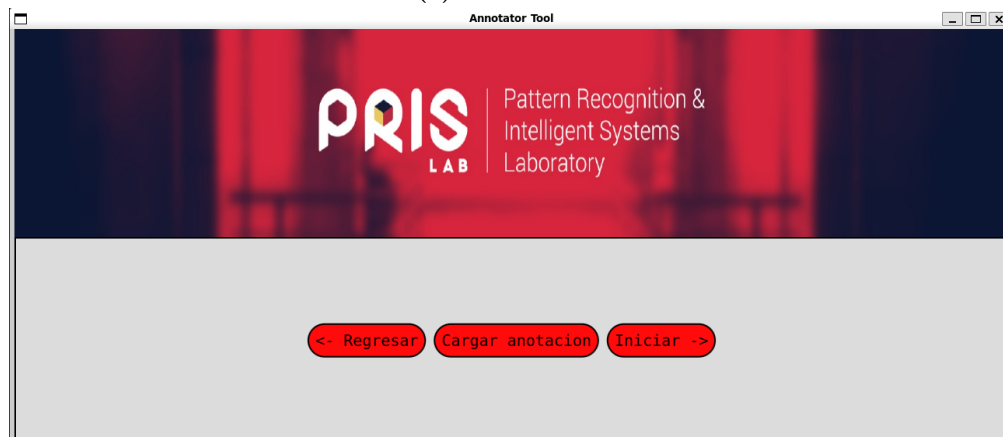 Annotator Tool
PRIS
LAB
Pattern Recognition &
Intelligent Systems
Laboratory
<- Regresar Cargar anotacion Iniciar ->